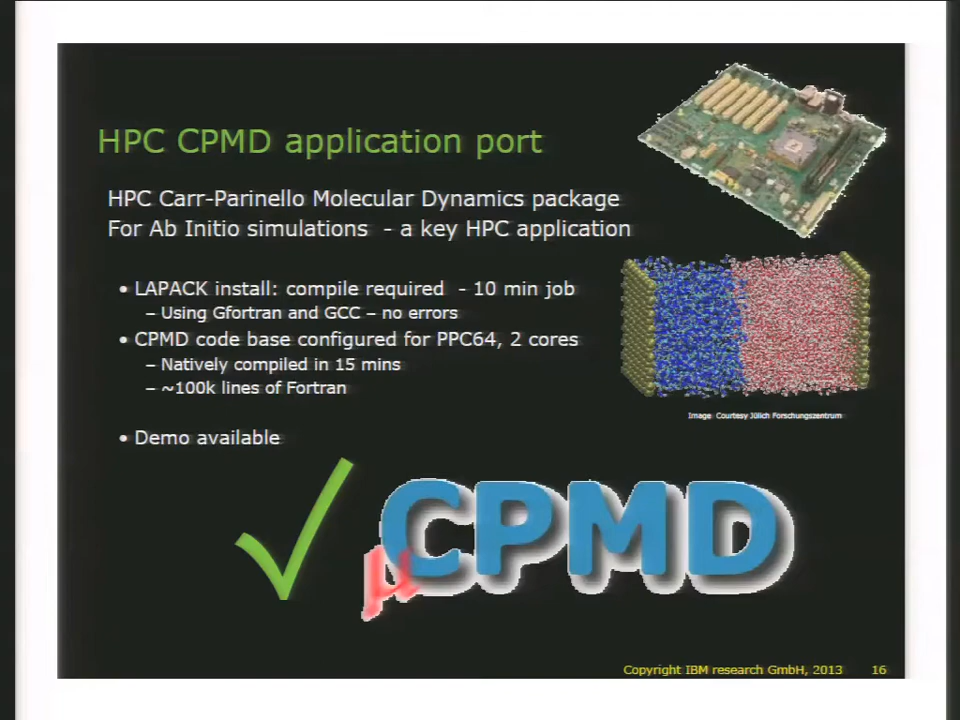 HPC CPMD application port
HPC Carr-Parinello Molecular Dynamics package
For Ab Initio simulations - a key HPC application
• LAPACK install: compile required - 10 min job
– Using Gfortran and GCC – no errors
• CPMD code base configured for PPC64, 2 cores
– Natively compiled in 15 mins
– ~100k lines of Fortran
Image Courtesy Jülich Forschungszentrum
• Demo available
μCPMD
Copyright IBM research GmbH, 2013 16